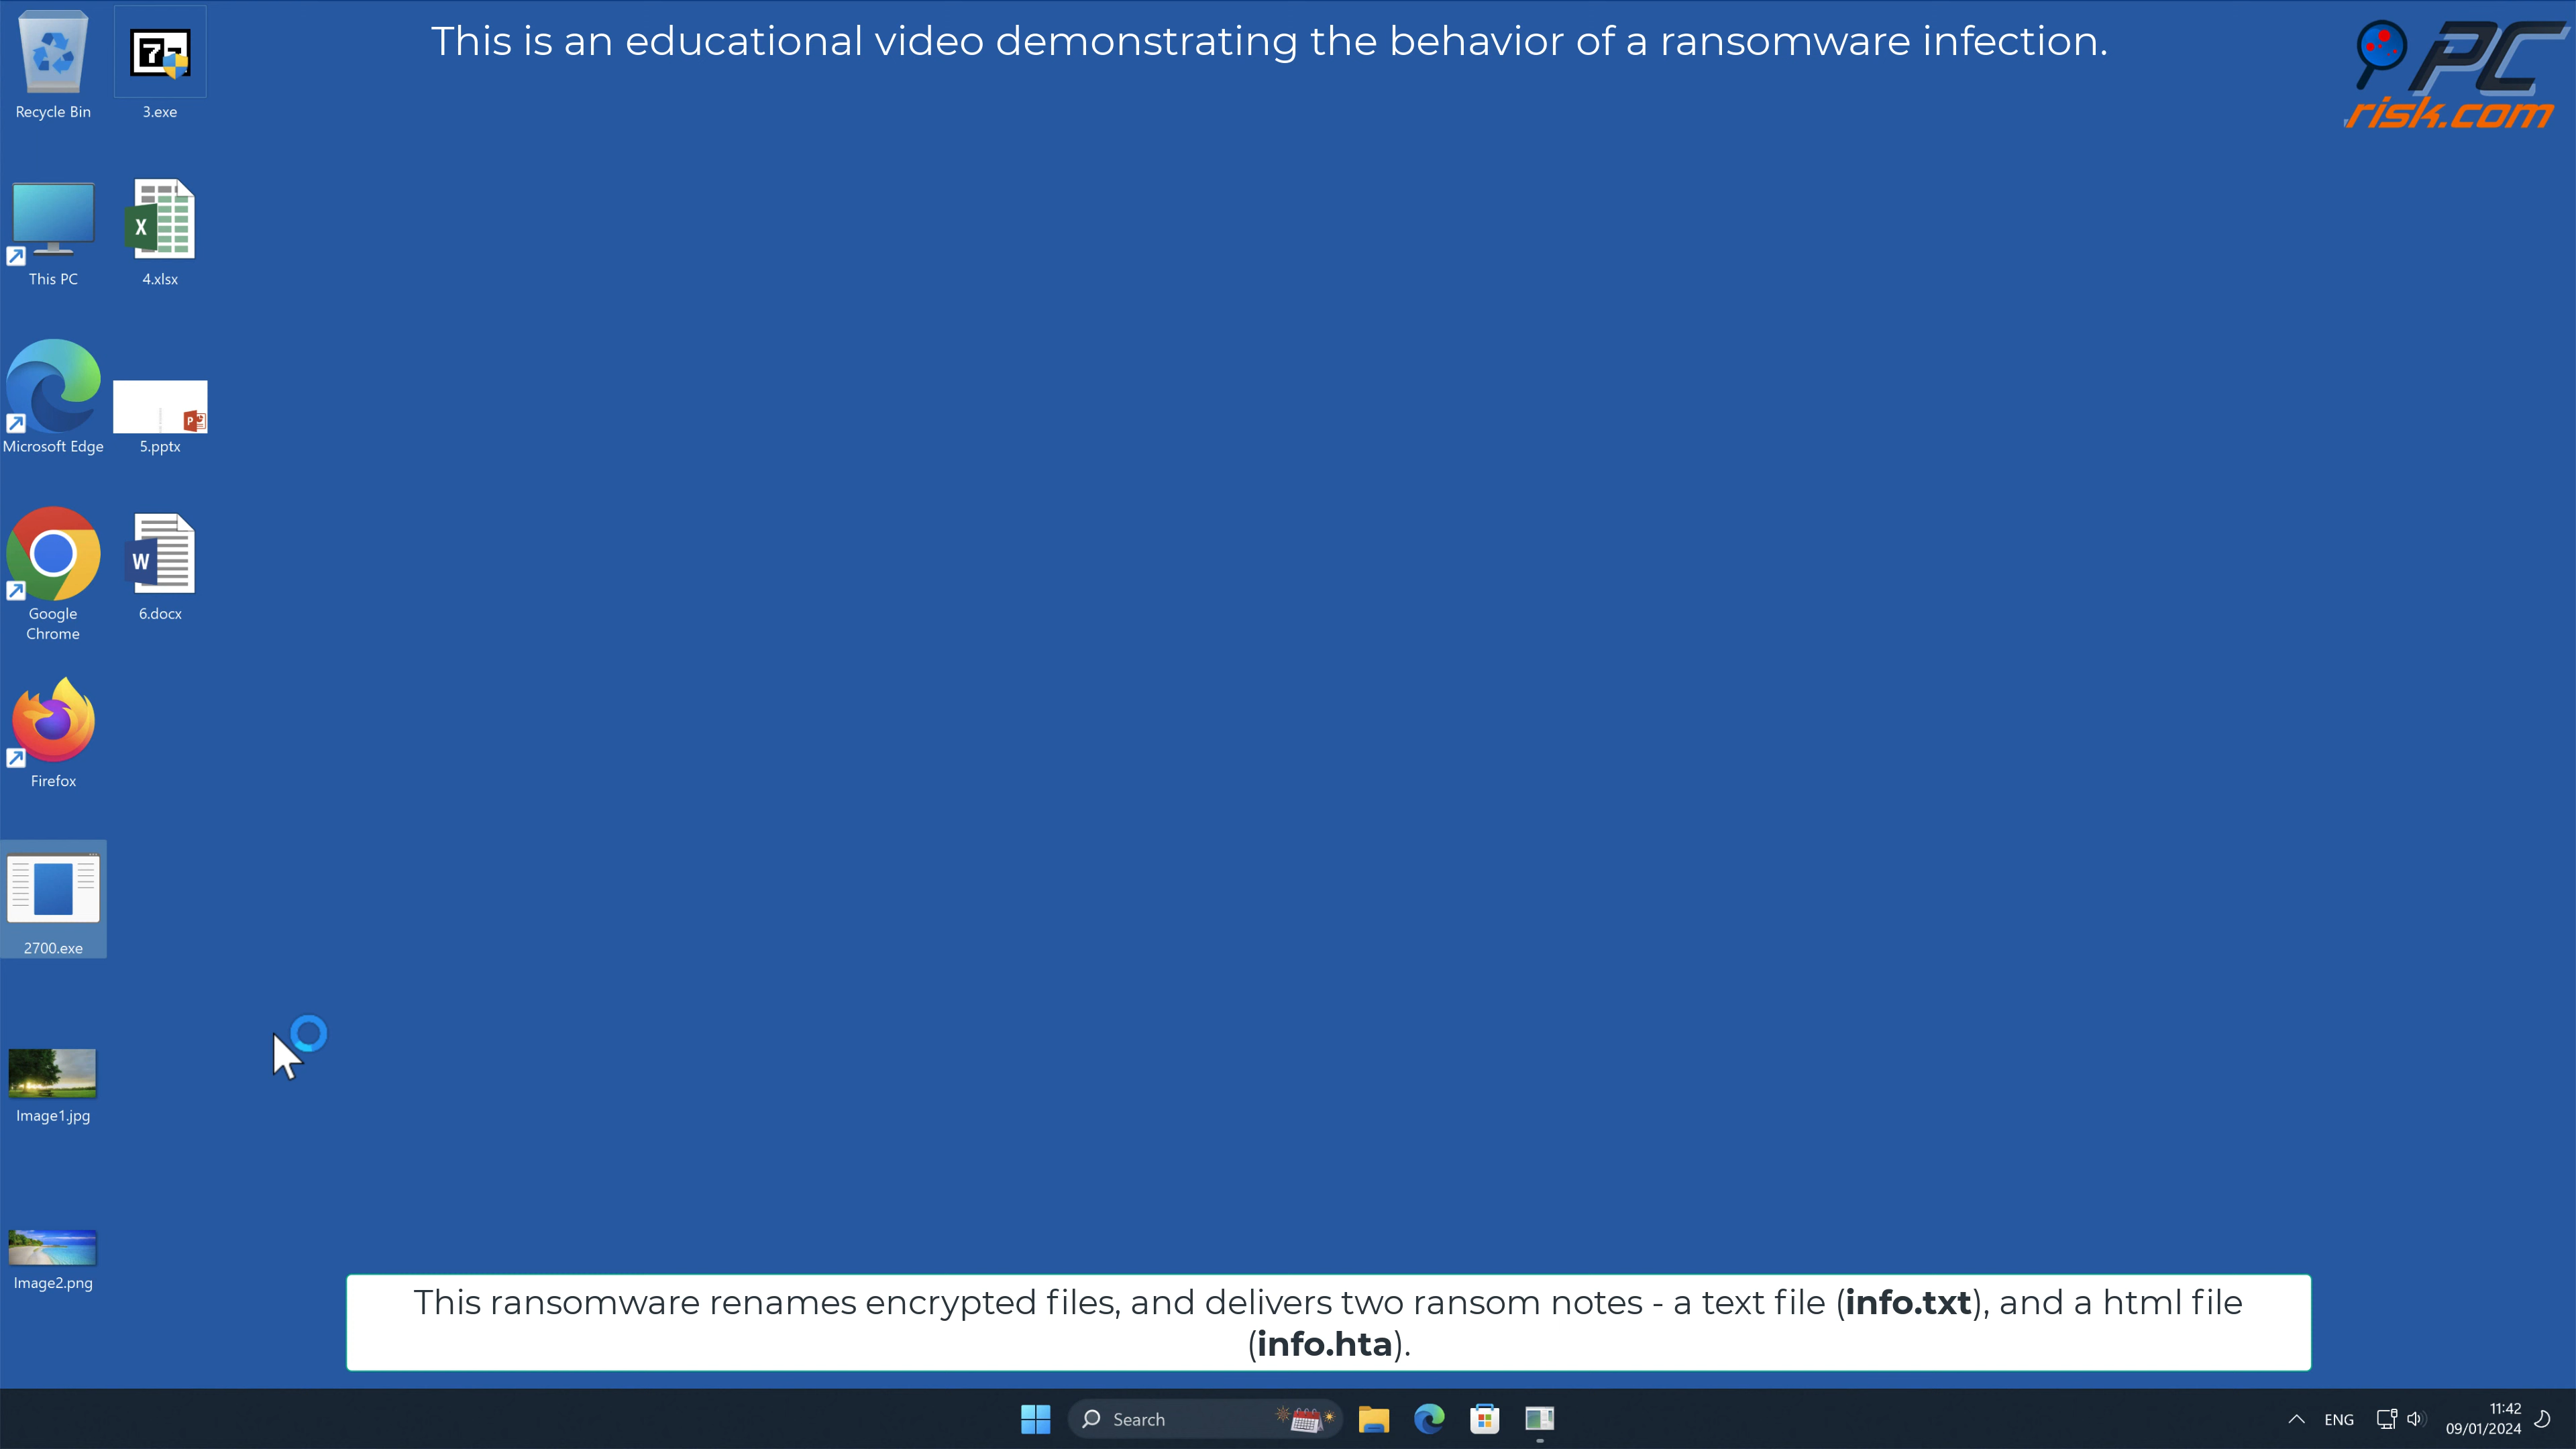 This is an educational video demonstrating the behavior of a ransomware infection.
PC
risk.com
Recycle Bin
3.exe
This PC
4.xlsx
Microsoft Edge
5.pptx
Google
Chrome
6.docx
Firefox
2700.exe
Image1.jpg
Image2.png
This ransomware renames encrypted files, and delivers two ransom notes - a text file (info.txt), and a html file
(info.hta).
Search
ENG
11:42
09/01/2024